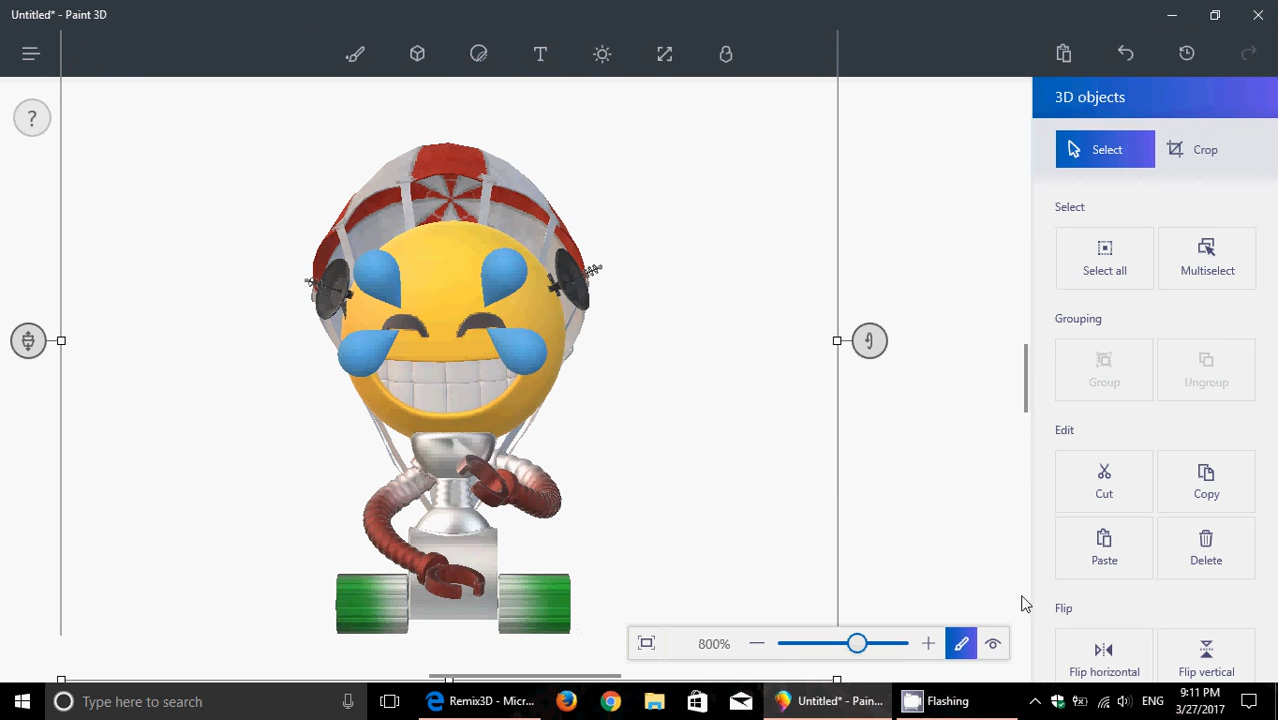 Untitled* - Paint 3D
3D objects
Select
Crop
Select
Select all
Multiselect
Grouping
Group
Ungroup
Edit
Cut
Copy
Paste
Delete
Flip
Flip horizontal
Flip vertical
800%
Type here to search
Remix3D - Micr...
Untitled* - Pain...
Flashing
ENG
9:11 PM
3/27/2017